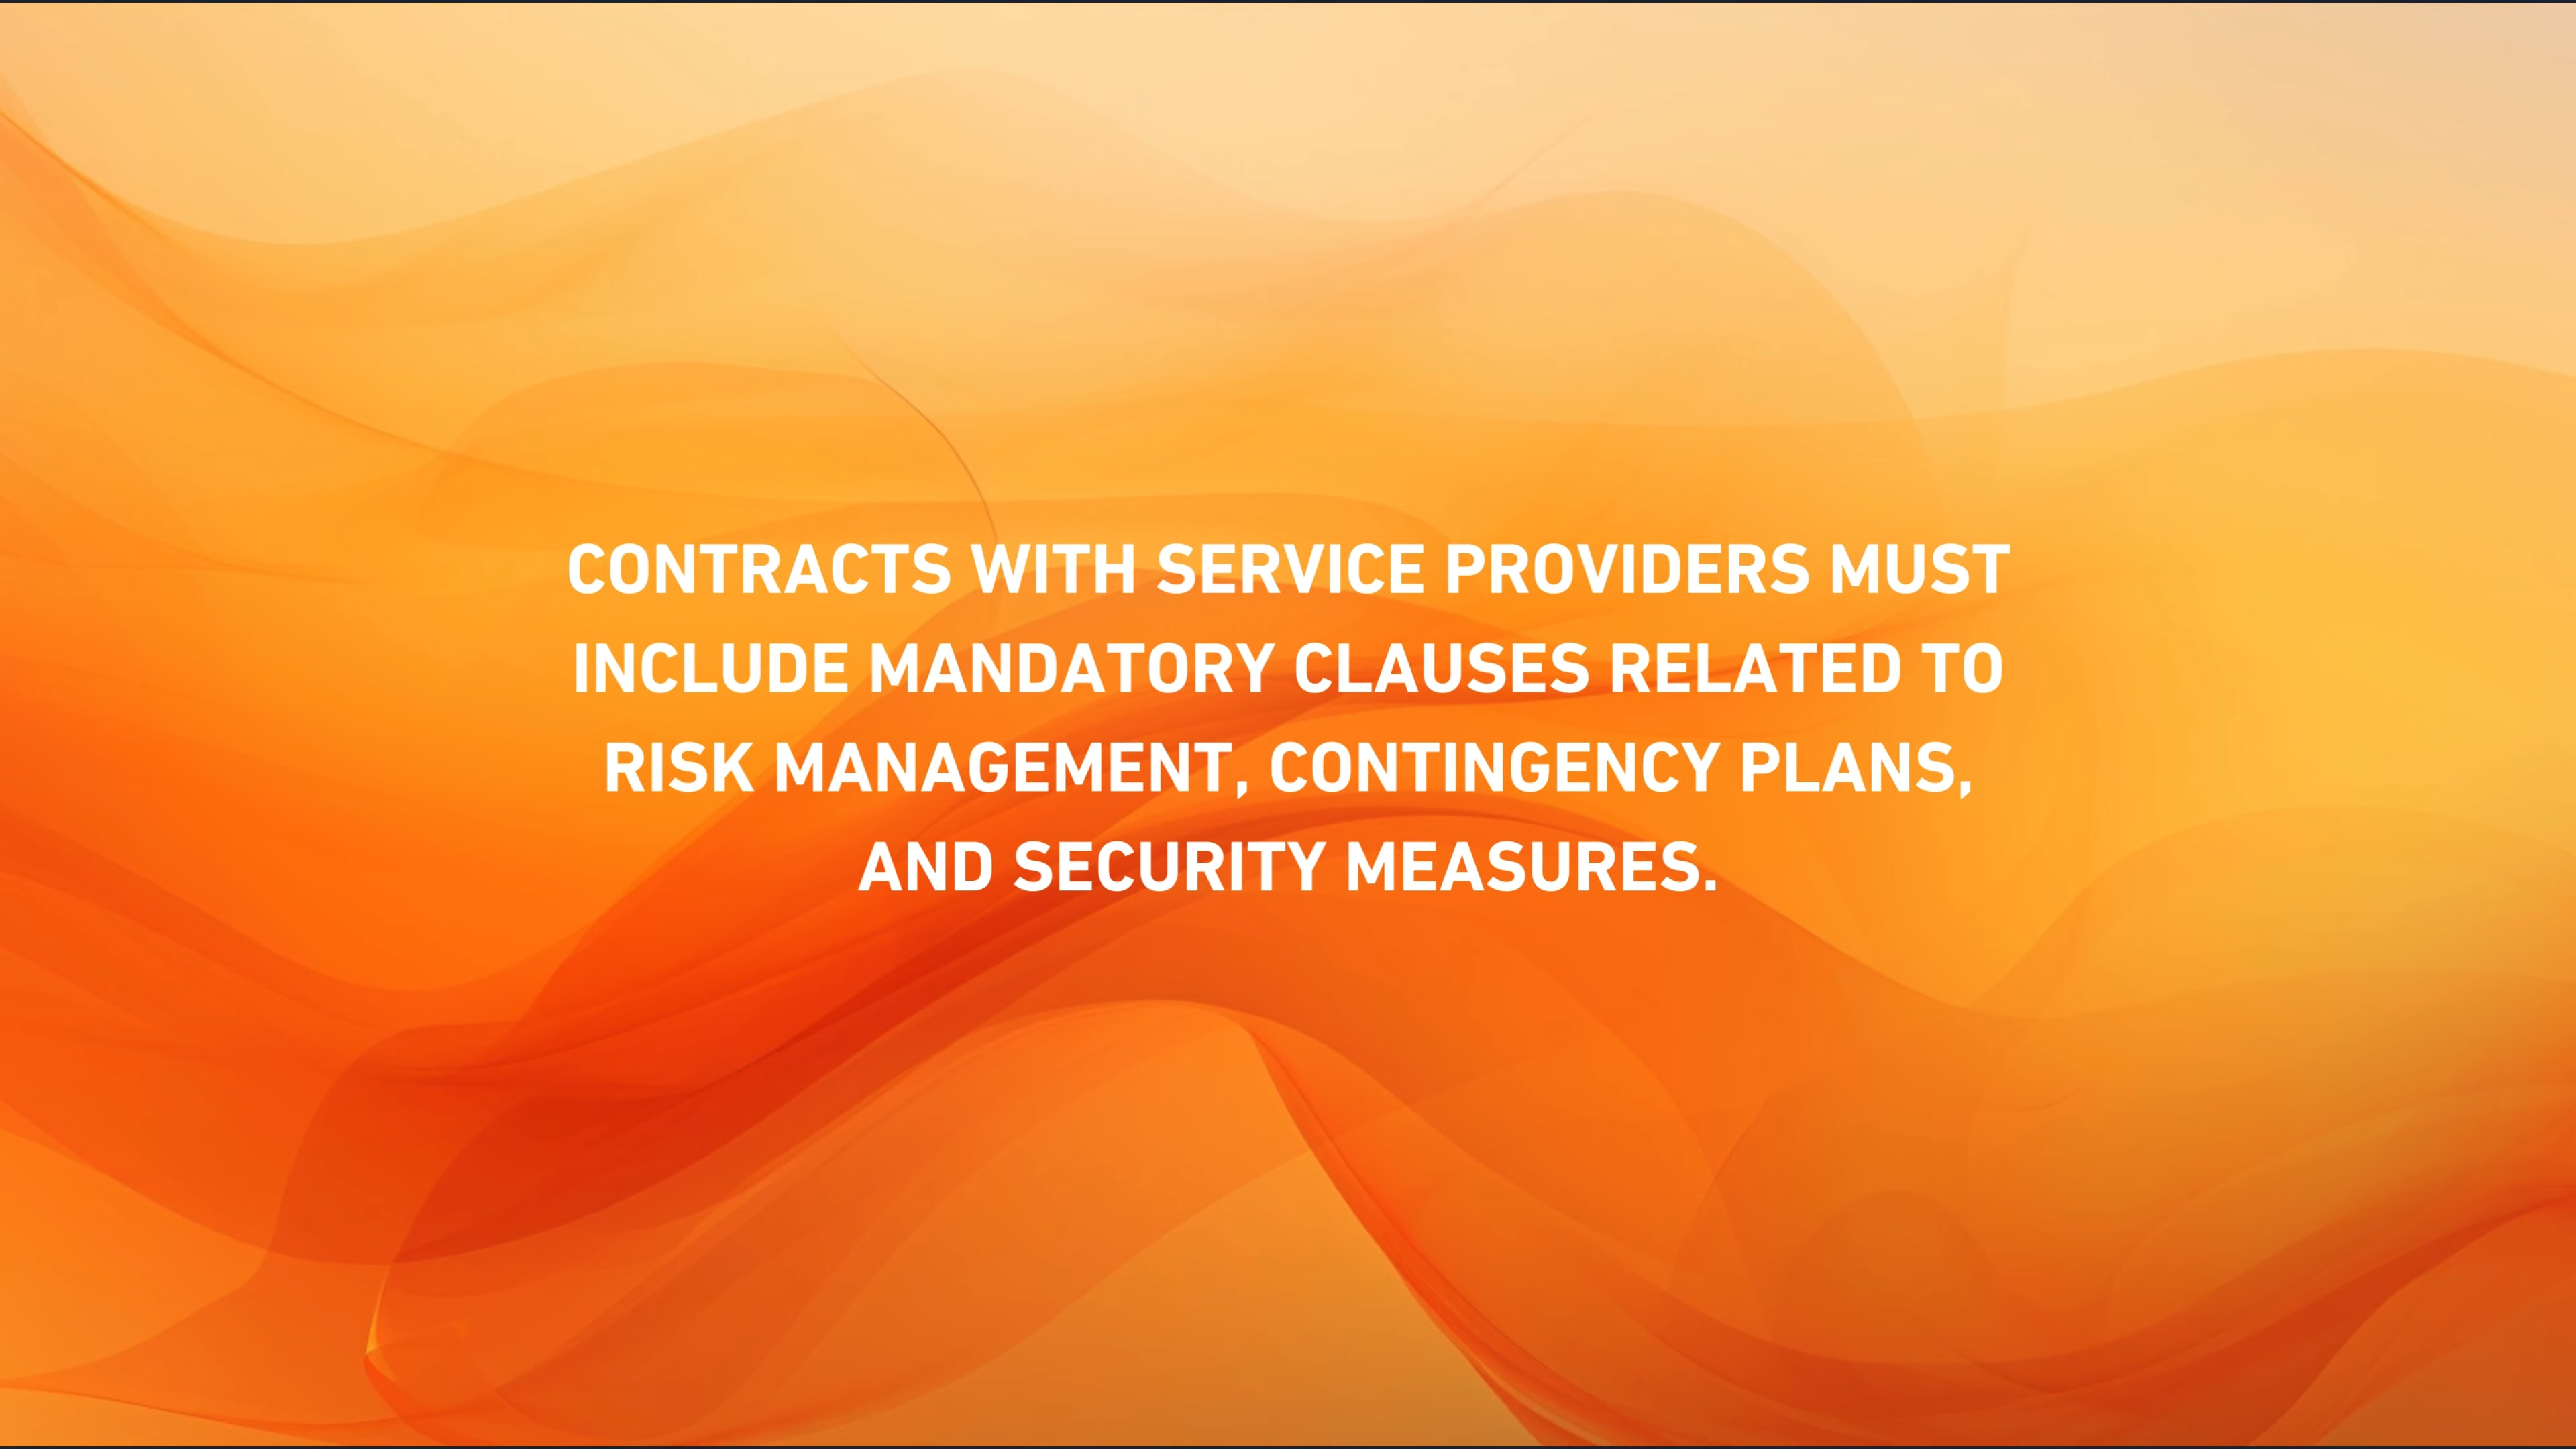 CONTRACTS WITH SERVICE PROVIDERS MUST
INCLUDE MANDATORY CLAUSES RELATED TO
RISK MANAGEMENT, CONTINGENCY PLANS,
AND SECURITY MEASURES.